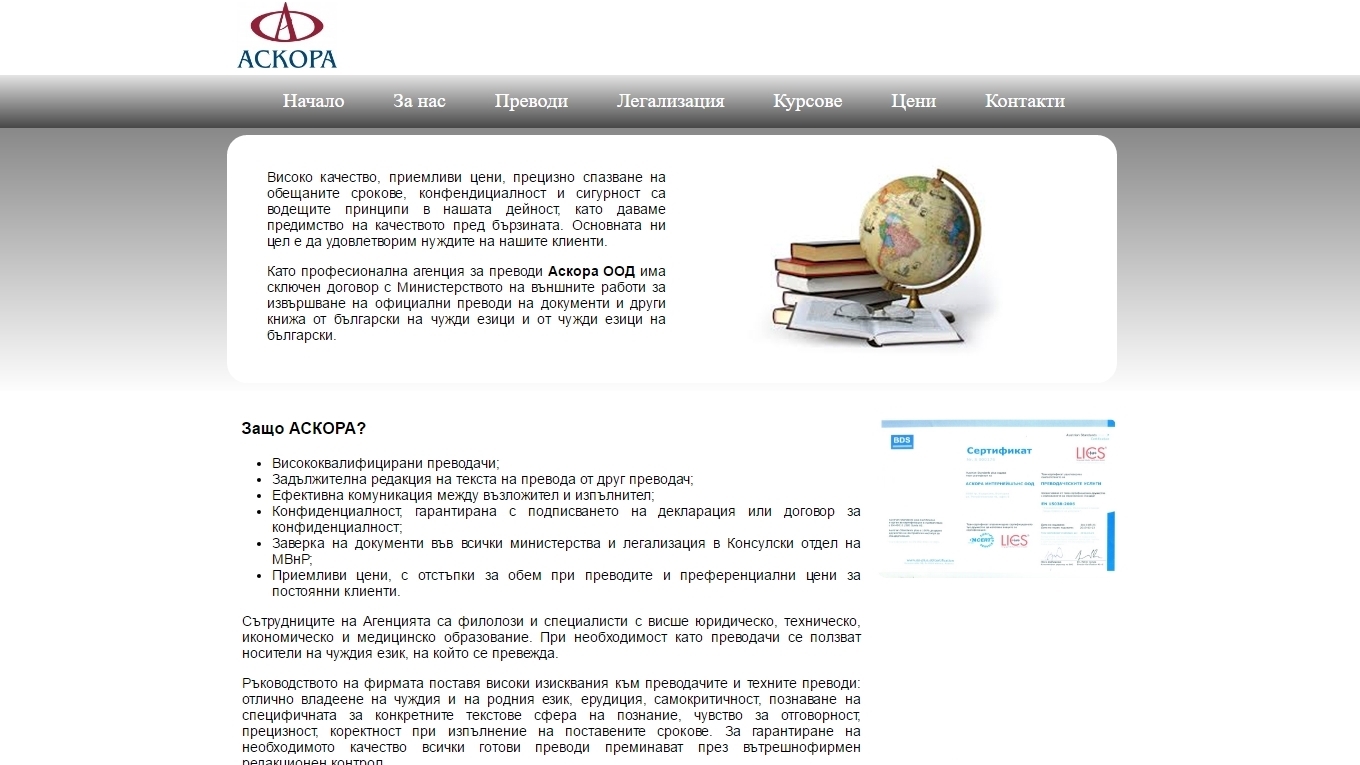 АСКОРА
Начало За нас Преводи Легализация Курсове Цени Контакти
Високо качество, приемливи цени, прецизно спазване на
обещаните срокове, конфендициалност и сигурност са
водещите принципи в нашата дейност, като даваме
предимство на качеството пред бързината. Основната ни
цел е да удовлетворим нуждите на нашите клиенти.
Като професионална агенция за преводи Аскора ООД има
сключен договор с Министерството на външните работи за
извършване на официални преводи на документи и други
книжа от български на чужди езици и от чужди езици на
български.
Защо АСКОРА?
Висококвалифицирани преводачи;
Задължителна редакция на текста на превода от друг преводач;
Ефективна комуникация между възложител и изпълнител;
Конфиденциалност, гарантирана с подписването на декларация или договор за
конфиденциалност;
Заверка на документи във всички министерства и легализация в Консулски отдел на
МВнР;
Приемливи цени, с отстъпки за обем при преводите и преференциални цени за
постоянни клиенти.
Сътрудниците на Агенцията са филолози и специалисти с висше юридическо, техническо,
икономическо и медицинско образование. При необходимост като преводачи се ползват
носители на чуждия език, на който се превежда.
Ръководството на фирмата поставя високи изисквания към преводачите и техните преводи:
отлично владеене на чуждия и на родния език, ерудиция, самокритичност, познаване на
специфичната за конкретните текстове сфера на познание, чувство за отговорност,
прецизност, коректност при изпълнение на поставените срокове. За гарантиране на
необходимото качество всички готови преводи преминават през вътрешнофирмен
редакционен контрол.
BDS
Сертификат
LICS
АСКОРА ИНТЕРНЕШЪНЛ ООД
ПРЕВОДАЧЕСКИТЕ УСЛУГИ
EN 15038:2006
LICS